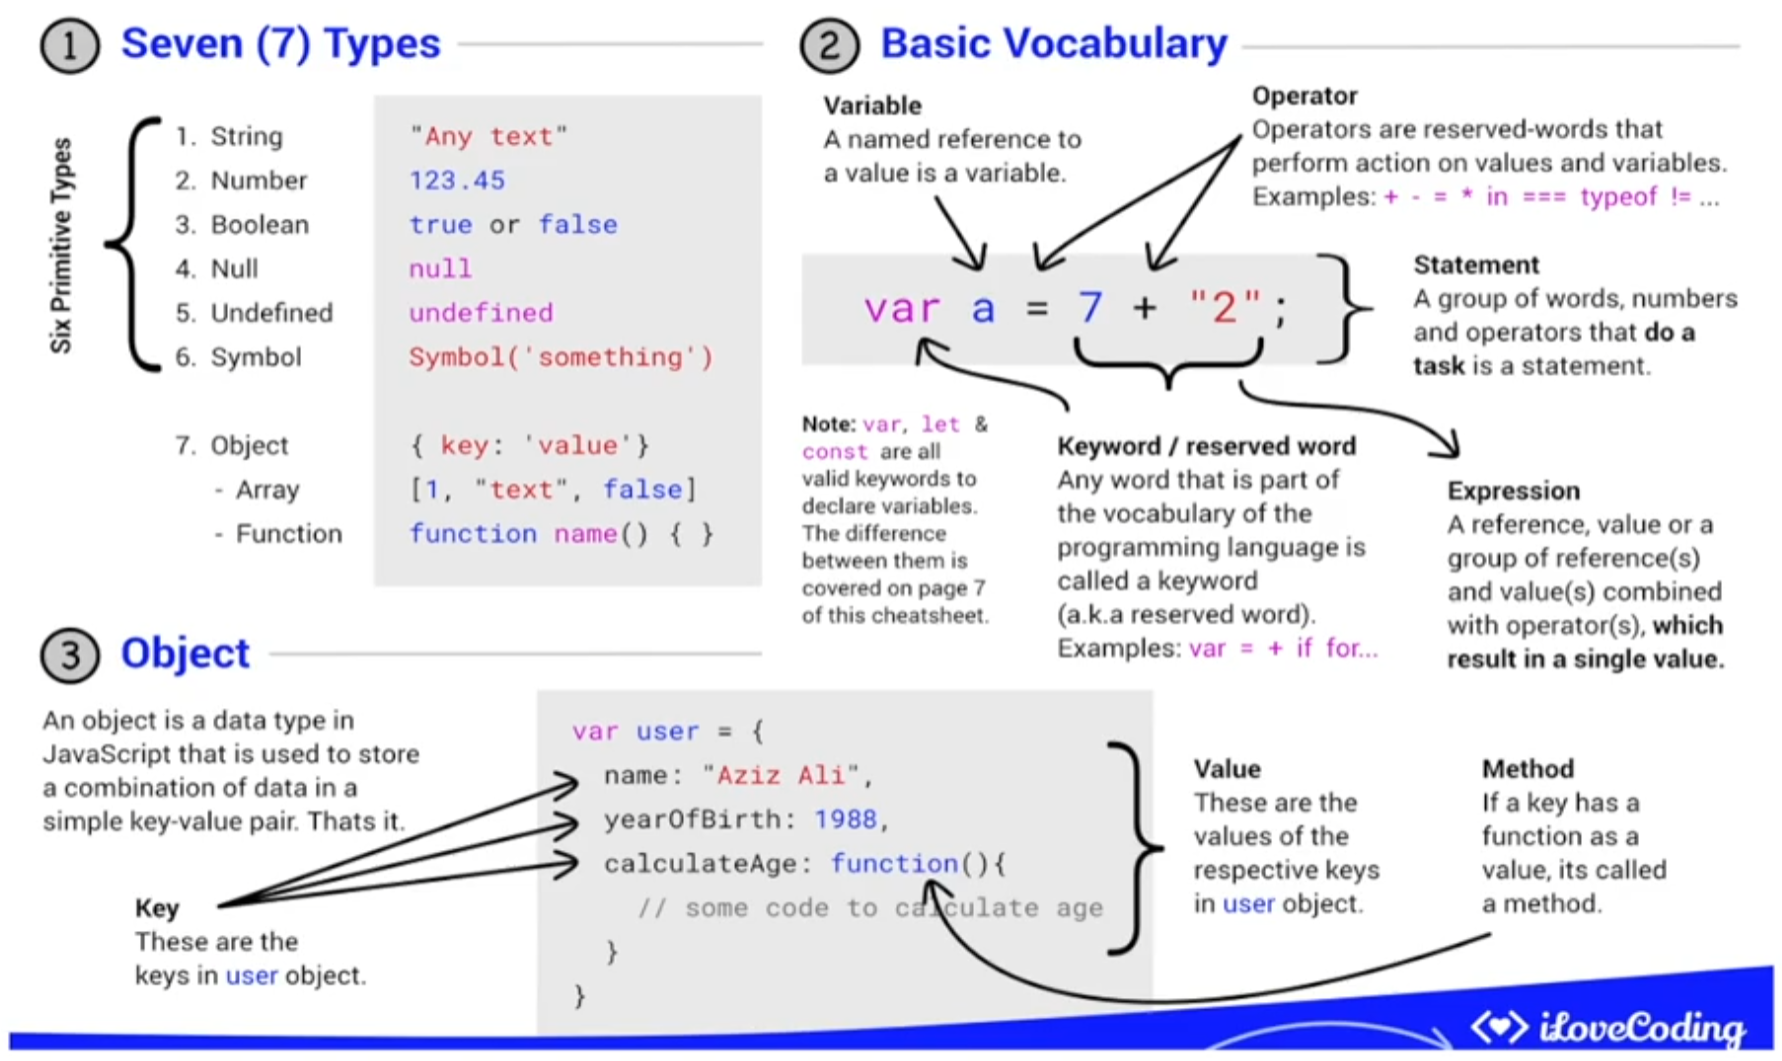 1 Seven (7) Types
Six Primitive Types
1. String "Any text"
2. Number 123.45
3. Boolean true or false
4. Null null
5. Undefined undefined
6. Symbol Symbol('something')
7. Object { key: 'value'}
- Array [1, "text", false]
- Function function name() { }
2 Basic Vocabulary
Variable
A named reference to
a value is a variable.
Operator
Operators are reserved-words that
perform action on values and variables.
Examples: + - = * in === typeof != ...
var a = 7 + "2";
Statement
A group of words, numbers
and operators that do a
task is a statement.
Note: var, let &
const are all
valid keywords to
declare variables.
The difference
between them is
covered on page 7
of this cheatsheet.
Keyword / reserved word
Any word that is part of
the vocabulary of the
programming language is
called a keyword
(a.k.a reserved word).
Examples: var = + if for...
Expression
A reference, value or a
group of reference(s)
and value(s) combined
with operator(s), which
result in a single value.
3 Object
An object is a data type in
JavaScript that is used to store
a combination of data in a
simple key-value pair. Thats it.
Key
These are the
keys in user object.
var user = {
name: "Aziz Ali",
yearOfBirth: 1988,
calculateAge: function(){
// some code to calculate age
}
}
Value
These are the
values of the
respective keys
in user object.
Method
If a key has a
function as a
value, its called
a method.
iLoveCoding